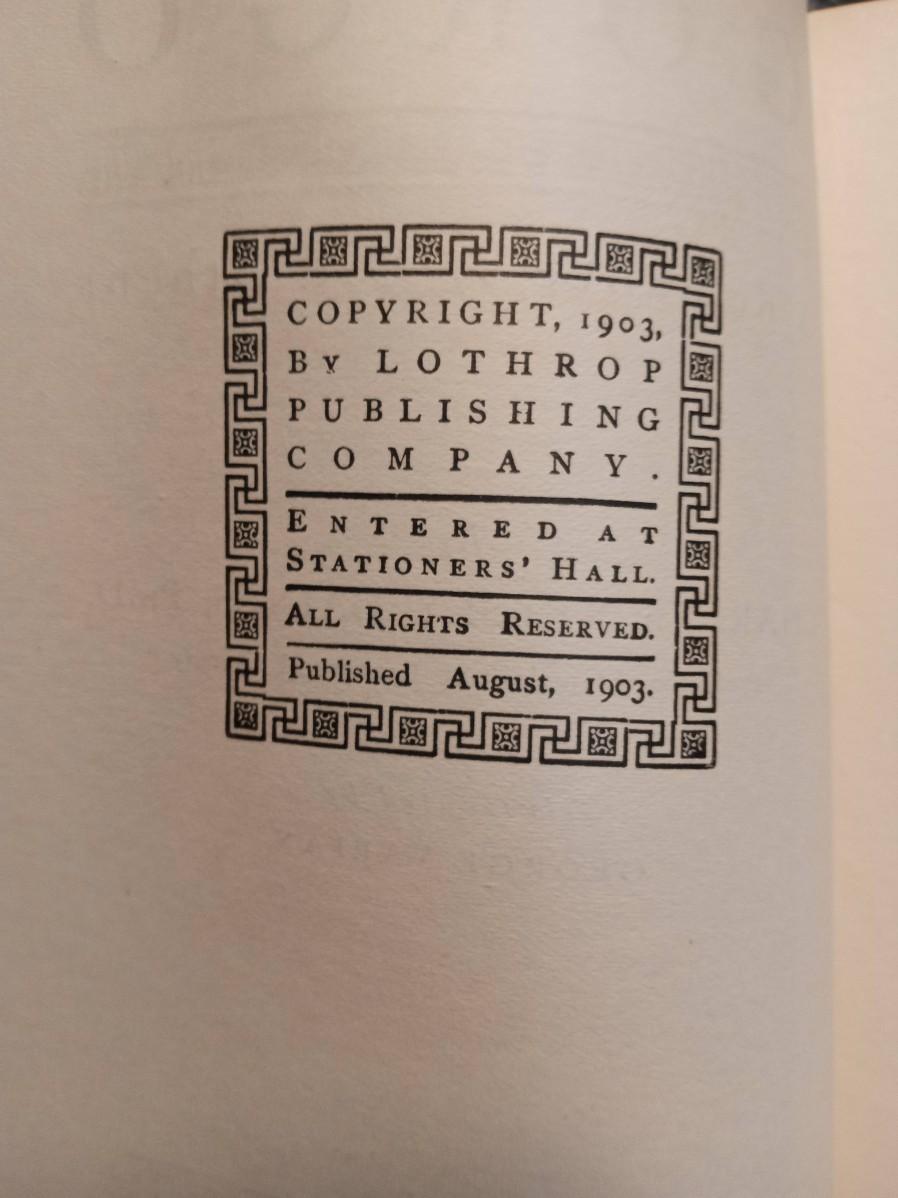 COPYRIGHT, 1903,
BY LOTHROP
PUBLISHING
COMPANY.
ENTERED AT
STATIONERS' HALL.
ALL RIGHTS RESERVED.
Published August, 1903.